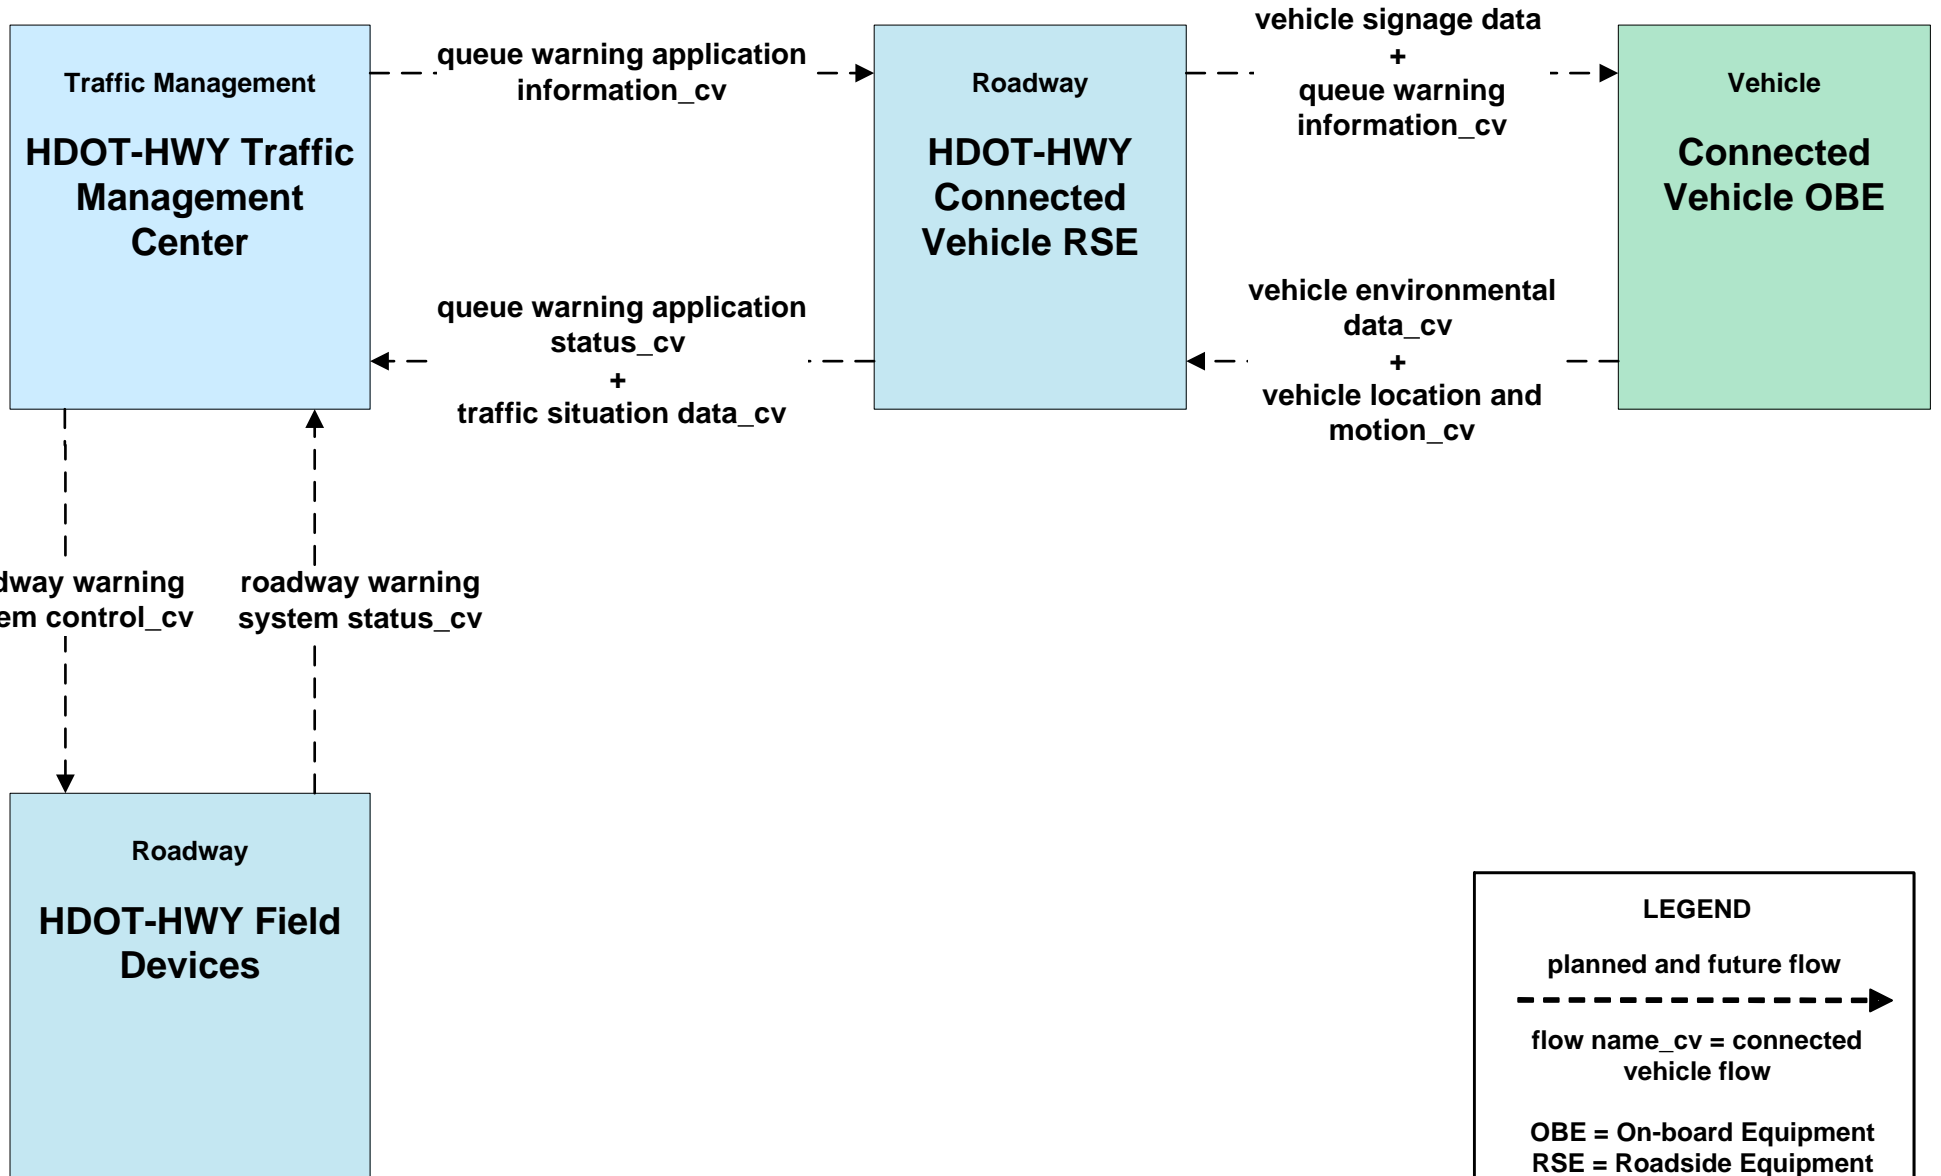 Traffic Management
HDOT-HWY Traffic
Management
Center
queue warning application
information_cv
Roadway
HDOT-HWY
Connected
Vehicle RSE
vehicle signage data
+
queue warning
information_cv
Vehicle
Connected
Vehicle OBE
queue warning application
status_cv
+
traffic situation data_cv
vehicle environmental
data_cv
+
vehicle location and
motion_cv
warning
control_cv
roadway warning
system status_cv
Roadway
HDOT-HWY Field
Devices
LEGEND
planned and future flow
flow name_cv = connected
vehicle flow
OBE = On-board Equipment
RSE = Roadside Equipment